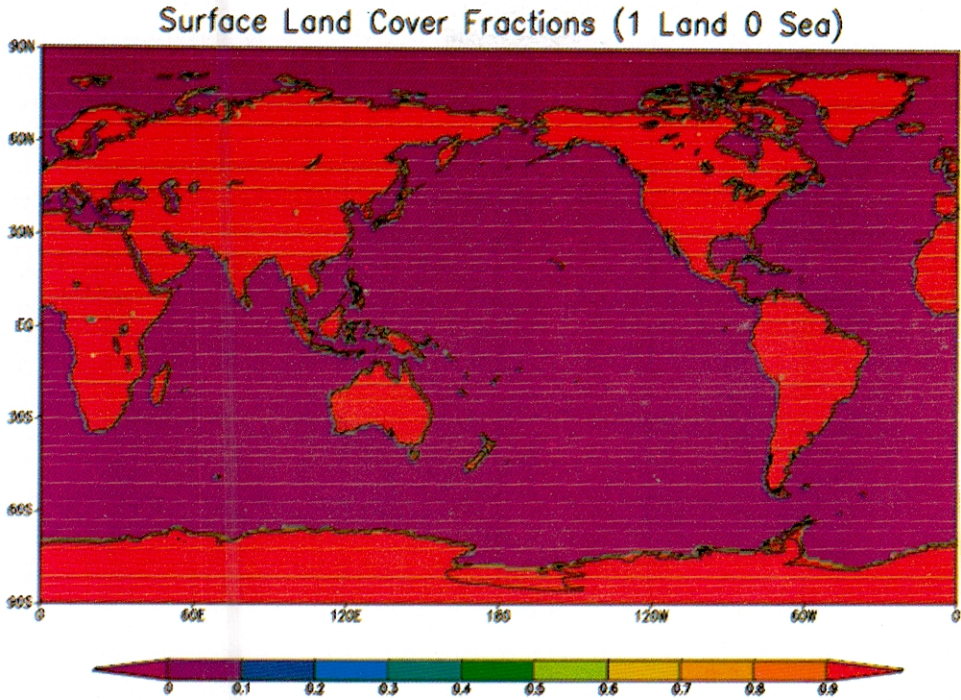 Surface Land Cover Fractions (1 Land 0 Sea)
90N
60N
30N
EQ
30S
60S
90S
0 60E 120E 180 120W 60W 0
0 0.1 0.2 0.3 0.4 0.5 0.6 0.7 0.8 0.9